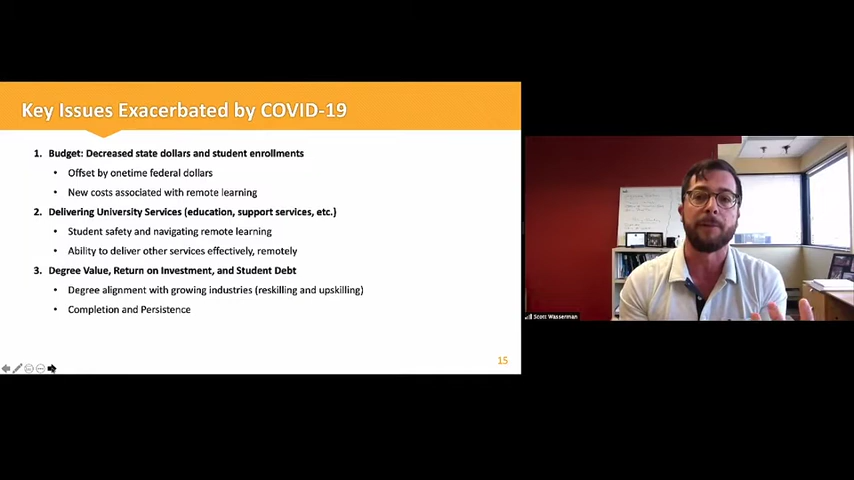 Key Issues Exacerbated by COVID-19
1. Budget: Decreased state dollars and student enrollments
• Offset by onetime federal dollars
• New costs associated with remote learning
2. Delivering University Services (education, support services, etc.)
• Student safety and navigating remote learning
• Ability to deliver other services effectively, remotely
3. Degree Value, Return on Investment, and Student Debt
• Degree alignment with growing industries (reskilling and upskilling)
• Completion and Persistence
15
Scott Wasserman